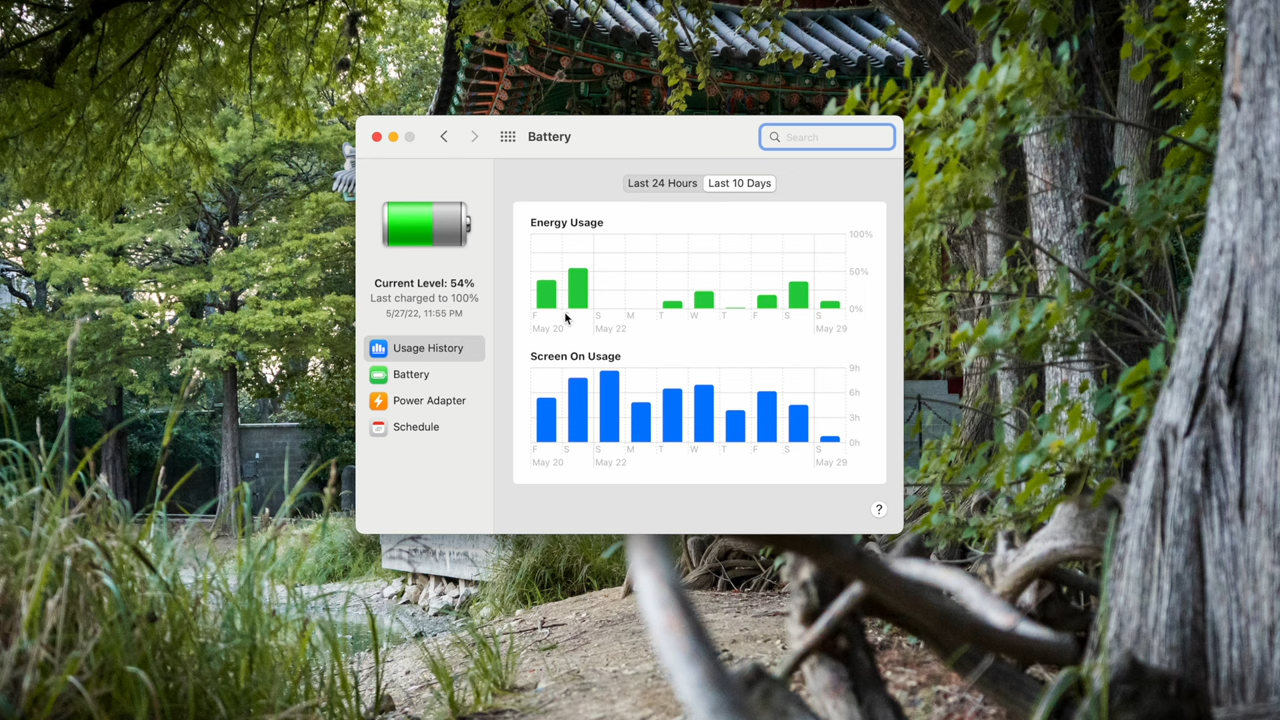 Battery
Search
Last 24 Hours
Last 10 Days
Current Level: 54%
Last charged to 100%
5/27/22, 11:55 PM
Usage History
Battery
Power Adapter
Schedule
Energy Usage
100%
50%
0%
F S S M T W T F S S
May 20 May 22 May 29
Screen On Usage
9h
6h
3h
0h
F S S M T W T F S S
May 20 May 22 May 29
?